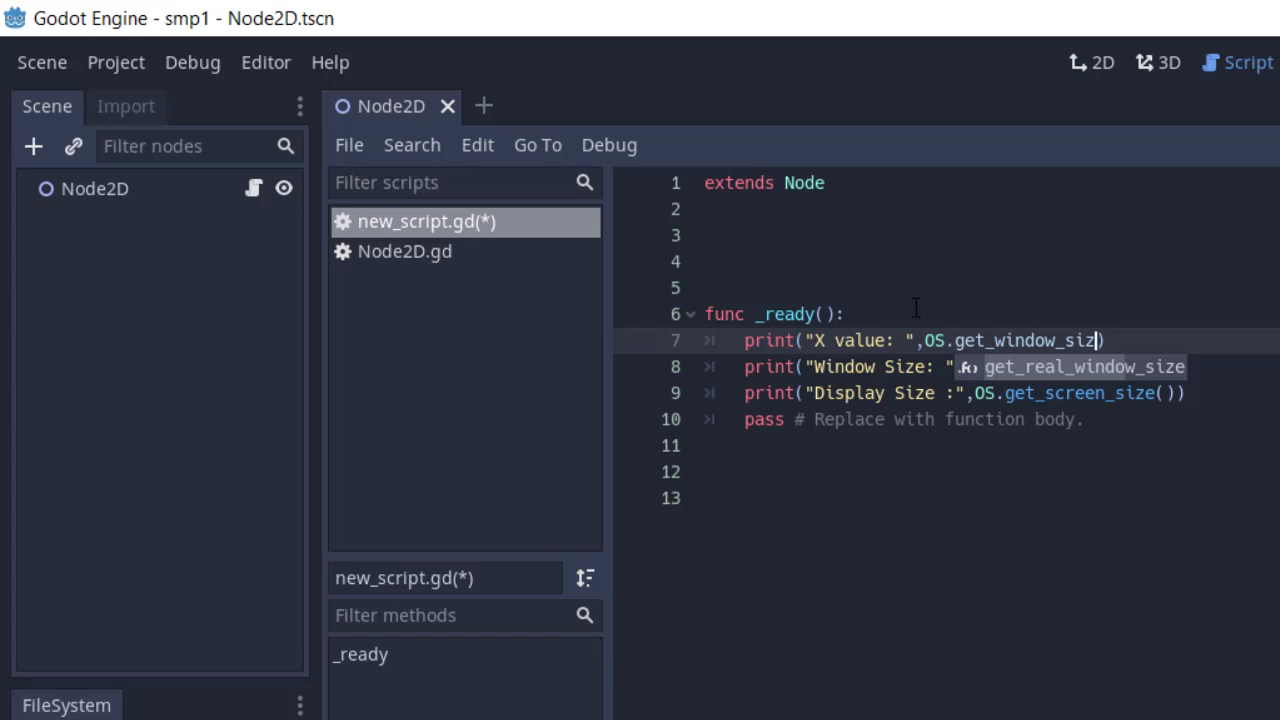 Godot Engine - smp1 - Node2D.tscn
Scene Project Debug Editor Help 2D 3D Script
Scene Import
Filter nodes
Node2D
FileSystem
Node2D
File Search Edit Go To Debug
Filter scripts
new_script.gd(*)
Node2D.gd
new_script.gd(*)
Filter methods
_ready
1 extends Node
2
3
4
5
6 func _ready():
7 print("X value: ",OS.get_window_siz)
8 print("Window Size: "
get_real_window_size
9 print("Display Size :",OS.get_screen_size())
10 pass # Replace with function body.
11
12
13